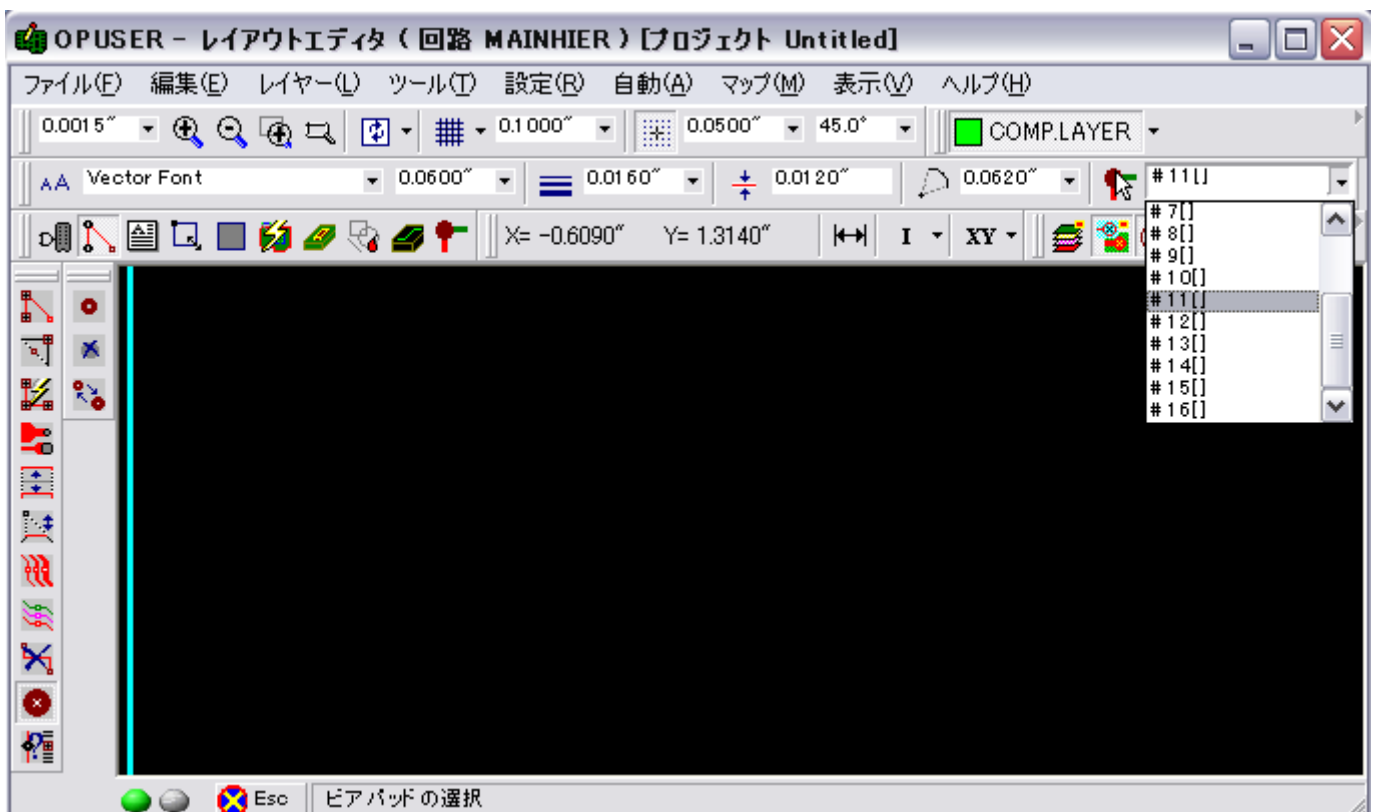 OPUSER - レイアウトエディタ ( 回路 MAINHIER ) [プロジェクト Untitled]
ファイル(F) 編集(E) レイヤー(L) ツール(T) 設定(R) 自動(A) マップ(M) 表示(V) ヘルプ(H)
0.0015″ 0.1000″ 0.0500″ 45.0° COMP.LAYER
AA Vector Font 0.0600″ 0.0160″ 0.0120″ 0.0620″ #11[]
X= -0.6090″ Y= 1.3140″ I XY
#7[]
#8[]
#9[]
#10[]
#11[]
#12[]
#13[]
#14[]
#15[]
#16[]
Esc ビアパッドの選択